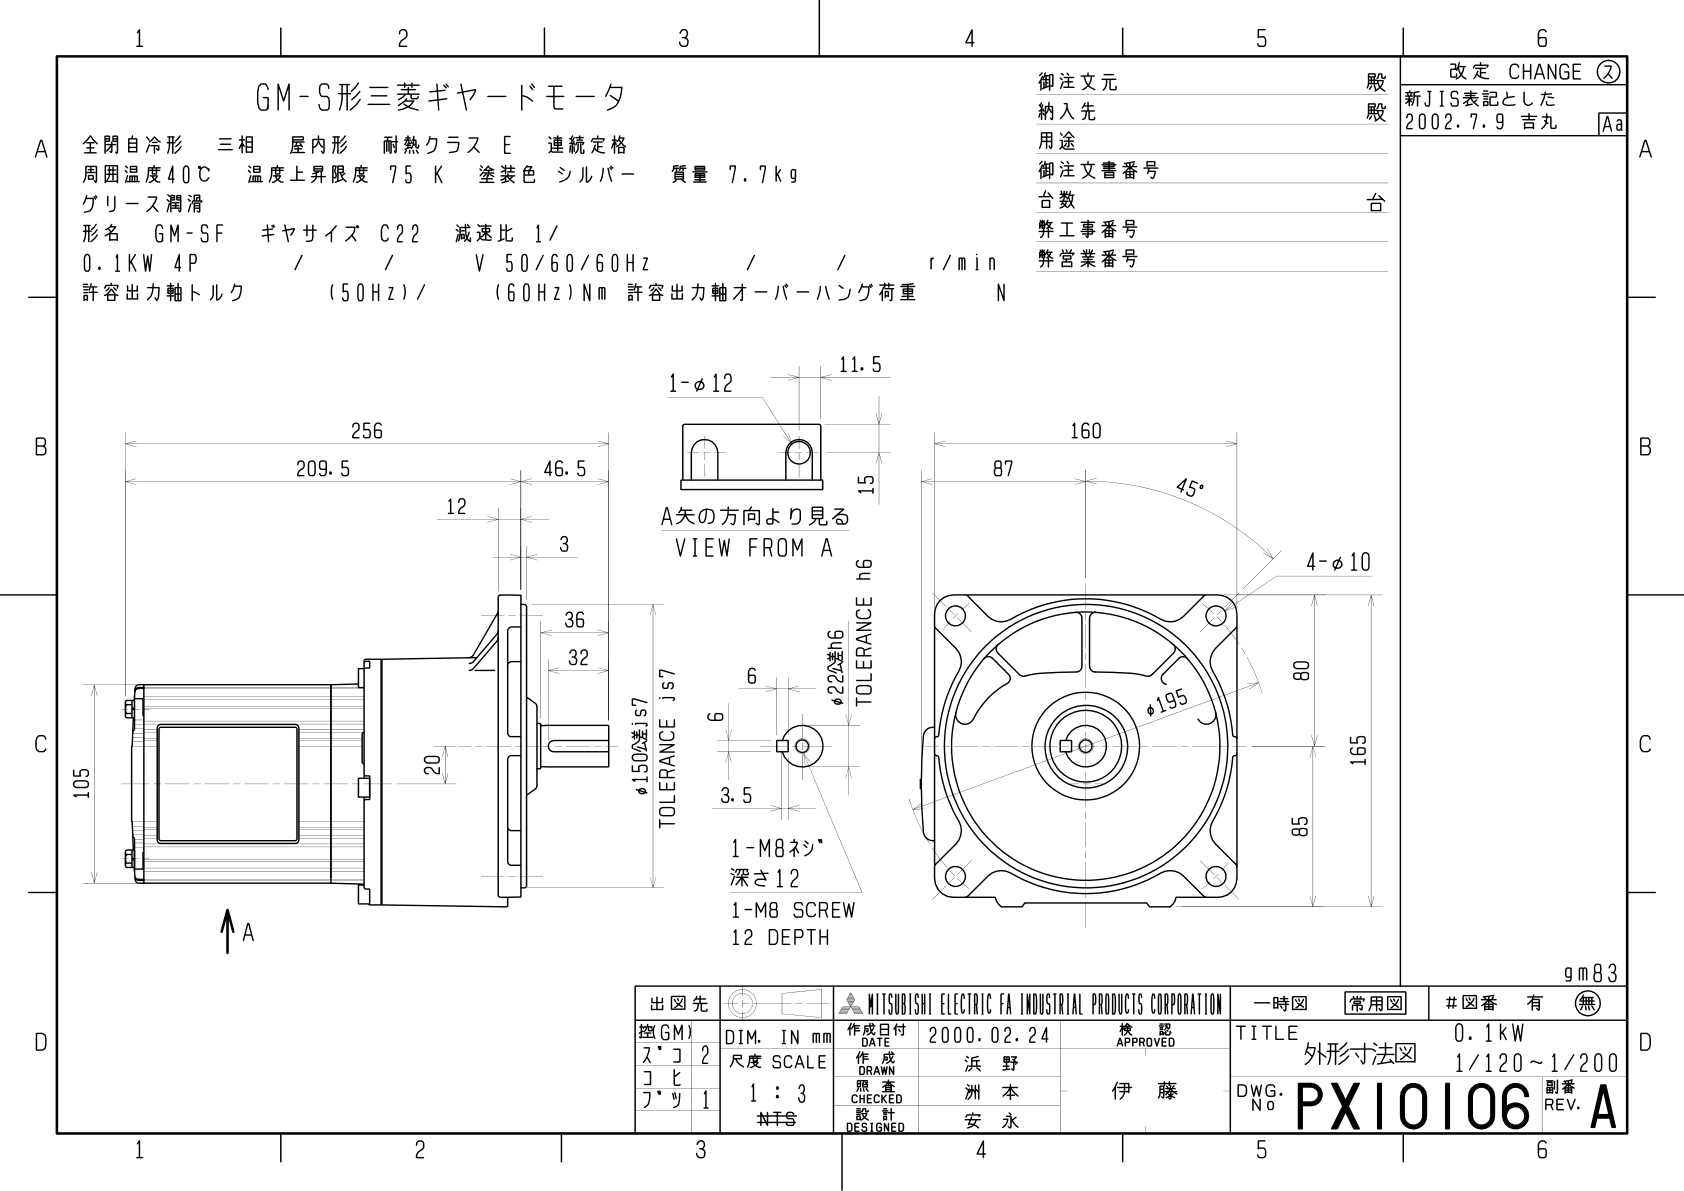 1 2 3 4 5 6
GM-S形三菱ギヤードモータ
全閉自冷形 三相 屋内形 耐熱クラス E 連続定格
周囲温度40℃ 温度上昇限度 75 K 塗装色 シルバー 質量 7.7kg
グリース潤滑
形名 GM-SF ギヤサイズ C22 減速比 1/
0.1KW 4P / / V 50/60/60Hz / / r/min
許容出力軸トルク (50Hz)/ (60Hz)Nm 許容出力軸オーバーハング荷重 N
御注文元 殿
納入先 殿
用途
御注文書番号
台数 台
弊工事番号
弊営業番号
改定 CHANGE ス
新JIS表記とした
2002.7.9 吉丸 Aa
A A
B B
C C
D D
256
209.5 46.5
12
3
36
32
20
105
φ150公差js7
TOLERANCE js7
A
1-φ12
11.5
15
A矢の方向より見る
VIEW FROM A
φ22公差h6
TOLERANCE h6
6
6
3.5
1-M8ネジ
深さ12
1-M8 SCREW
12 DEPTH
160
87
45°
4-φ10
φ195
80
165
85
gm83
出図先
控(GM)
ズコ 2
コピ
ブツ 1
DIM. IN mm
尺度 SCALE
1 : 3
NTS
MITSUBISHI ELECTRIC FA INDUSTRIAL PRODUCTS CORPORATION
作成日付 DATE 2000.02.24
作成 DRAWN 浜野
照査 CHECKED 洲本
設計 DESIGNED 安永
検認 APPROVED
伊藤
一時図 常用図 #図番 有 無
TITLE 0.1kW
外形寸法図
1/120~1/200
DWG. No PX10106
副番 REV. A
1 2 3 4 5 6